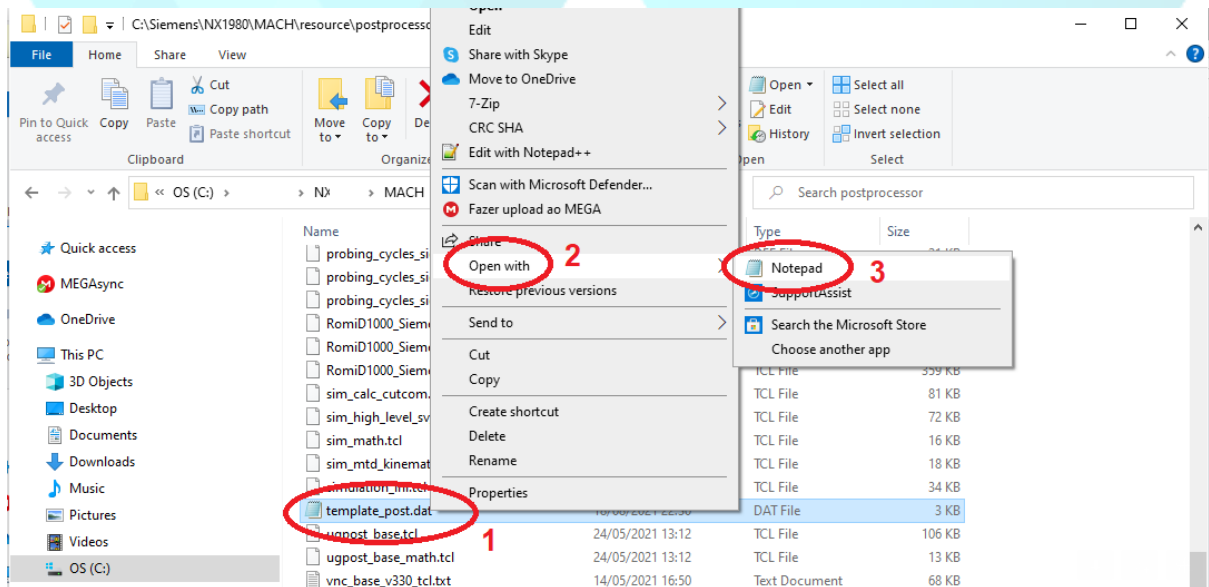 C:\Siemens\NX1980\MACH\resource\postprocesso
File Home Share View
Pin to Quick access
Copy
Paste
Cut
Copy path
Paste shortcut
Clipboard
Move to
Copy to
De
Organize
Open
Edit
History
Open
Select all
Select none
Invert selection
Select
OS (C:) NX MACH
Search postprocessor
Quick access
MEGAsync
OneDrive
This PC
3D Objects
Desktop
Documents
Downloads
Music
Pictures
Videos
OS (C:)
Name Type Size
probing_cycles_si
probing_cycles_si
probing_cycles_si
RomiD1000_Sieme
RomiD1000_Sieme
RomiD1000_Sieme TCL File 359 KB
sim_calc_cutcom. TCL File 81 KB
sim_high_level_sv TCL File 72 KB
sim_math.tcl TCL File 16 KB
sim_mtd_kinemat TCL File 18 KB
simulation_ini.tcl TCL File 34 KB
template_post.dat DAT File 3 KB
1
ugpost_base.tcl 24/05/2021 13:12 TCL File 106 KB
ugpost_base_math.tcl 24/05/2021 13:12 TCL File 13 KB
vnc_base_v330_tcl.txt 14/05/2021 16:50 Text Document 68 KB
Open
Edit
Share with Skype
Move to OneDrive
7-Zip
CRC SHA
Edit with Notepad++
Scan with Microsoft Defender...
Fazer upload ao MEGA
Share
Open with
2
Restore previous versions
Send to
Cut
Copy
Create shortcut
Delete
Rename
Properties
Notepad
3
SupportAssist
Search the Microsoft Store
Choose another app